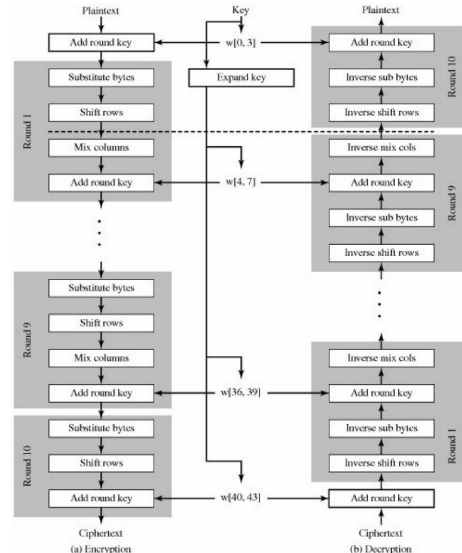 Plaintext
Key
Plaintext
Add round key
w[0, 3]
Add round key
Substitute bytes
Expand key
Inverse sub bytes
Round 10
Shift rows
Inverse shift rows
Round 1
Mix columns
Inverse mix cols
Add round key
w[4, 7]
Add round key
Inverse sub bytes
Round 9
Inverse shift rows
Substitute bytes
Shift rows
Round 9
Mix columns
Inverse mix cols
Add round key
w[36, 39]
Add round key
Substitute bytes
Inverse sub bytes
Round 1
Round 10
Shift rows
Inverse shift rows
Add round key
w[40, 43]
Add round key
Ciphertext
Ciphertext
(a) Encryption
(b) Decryption